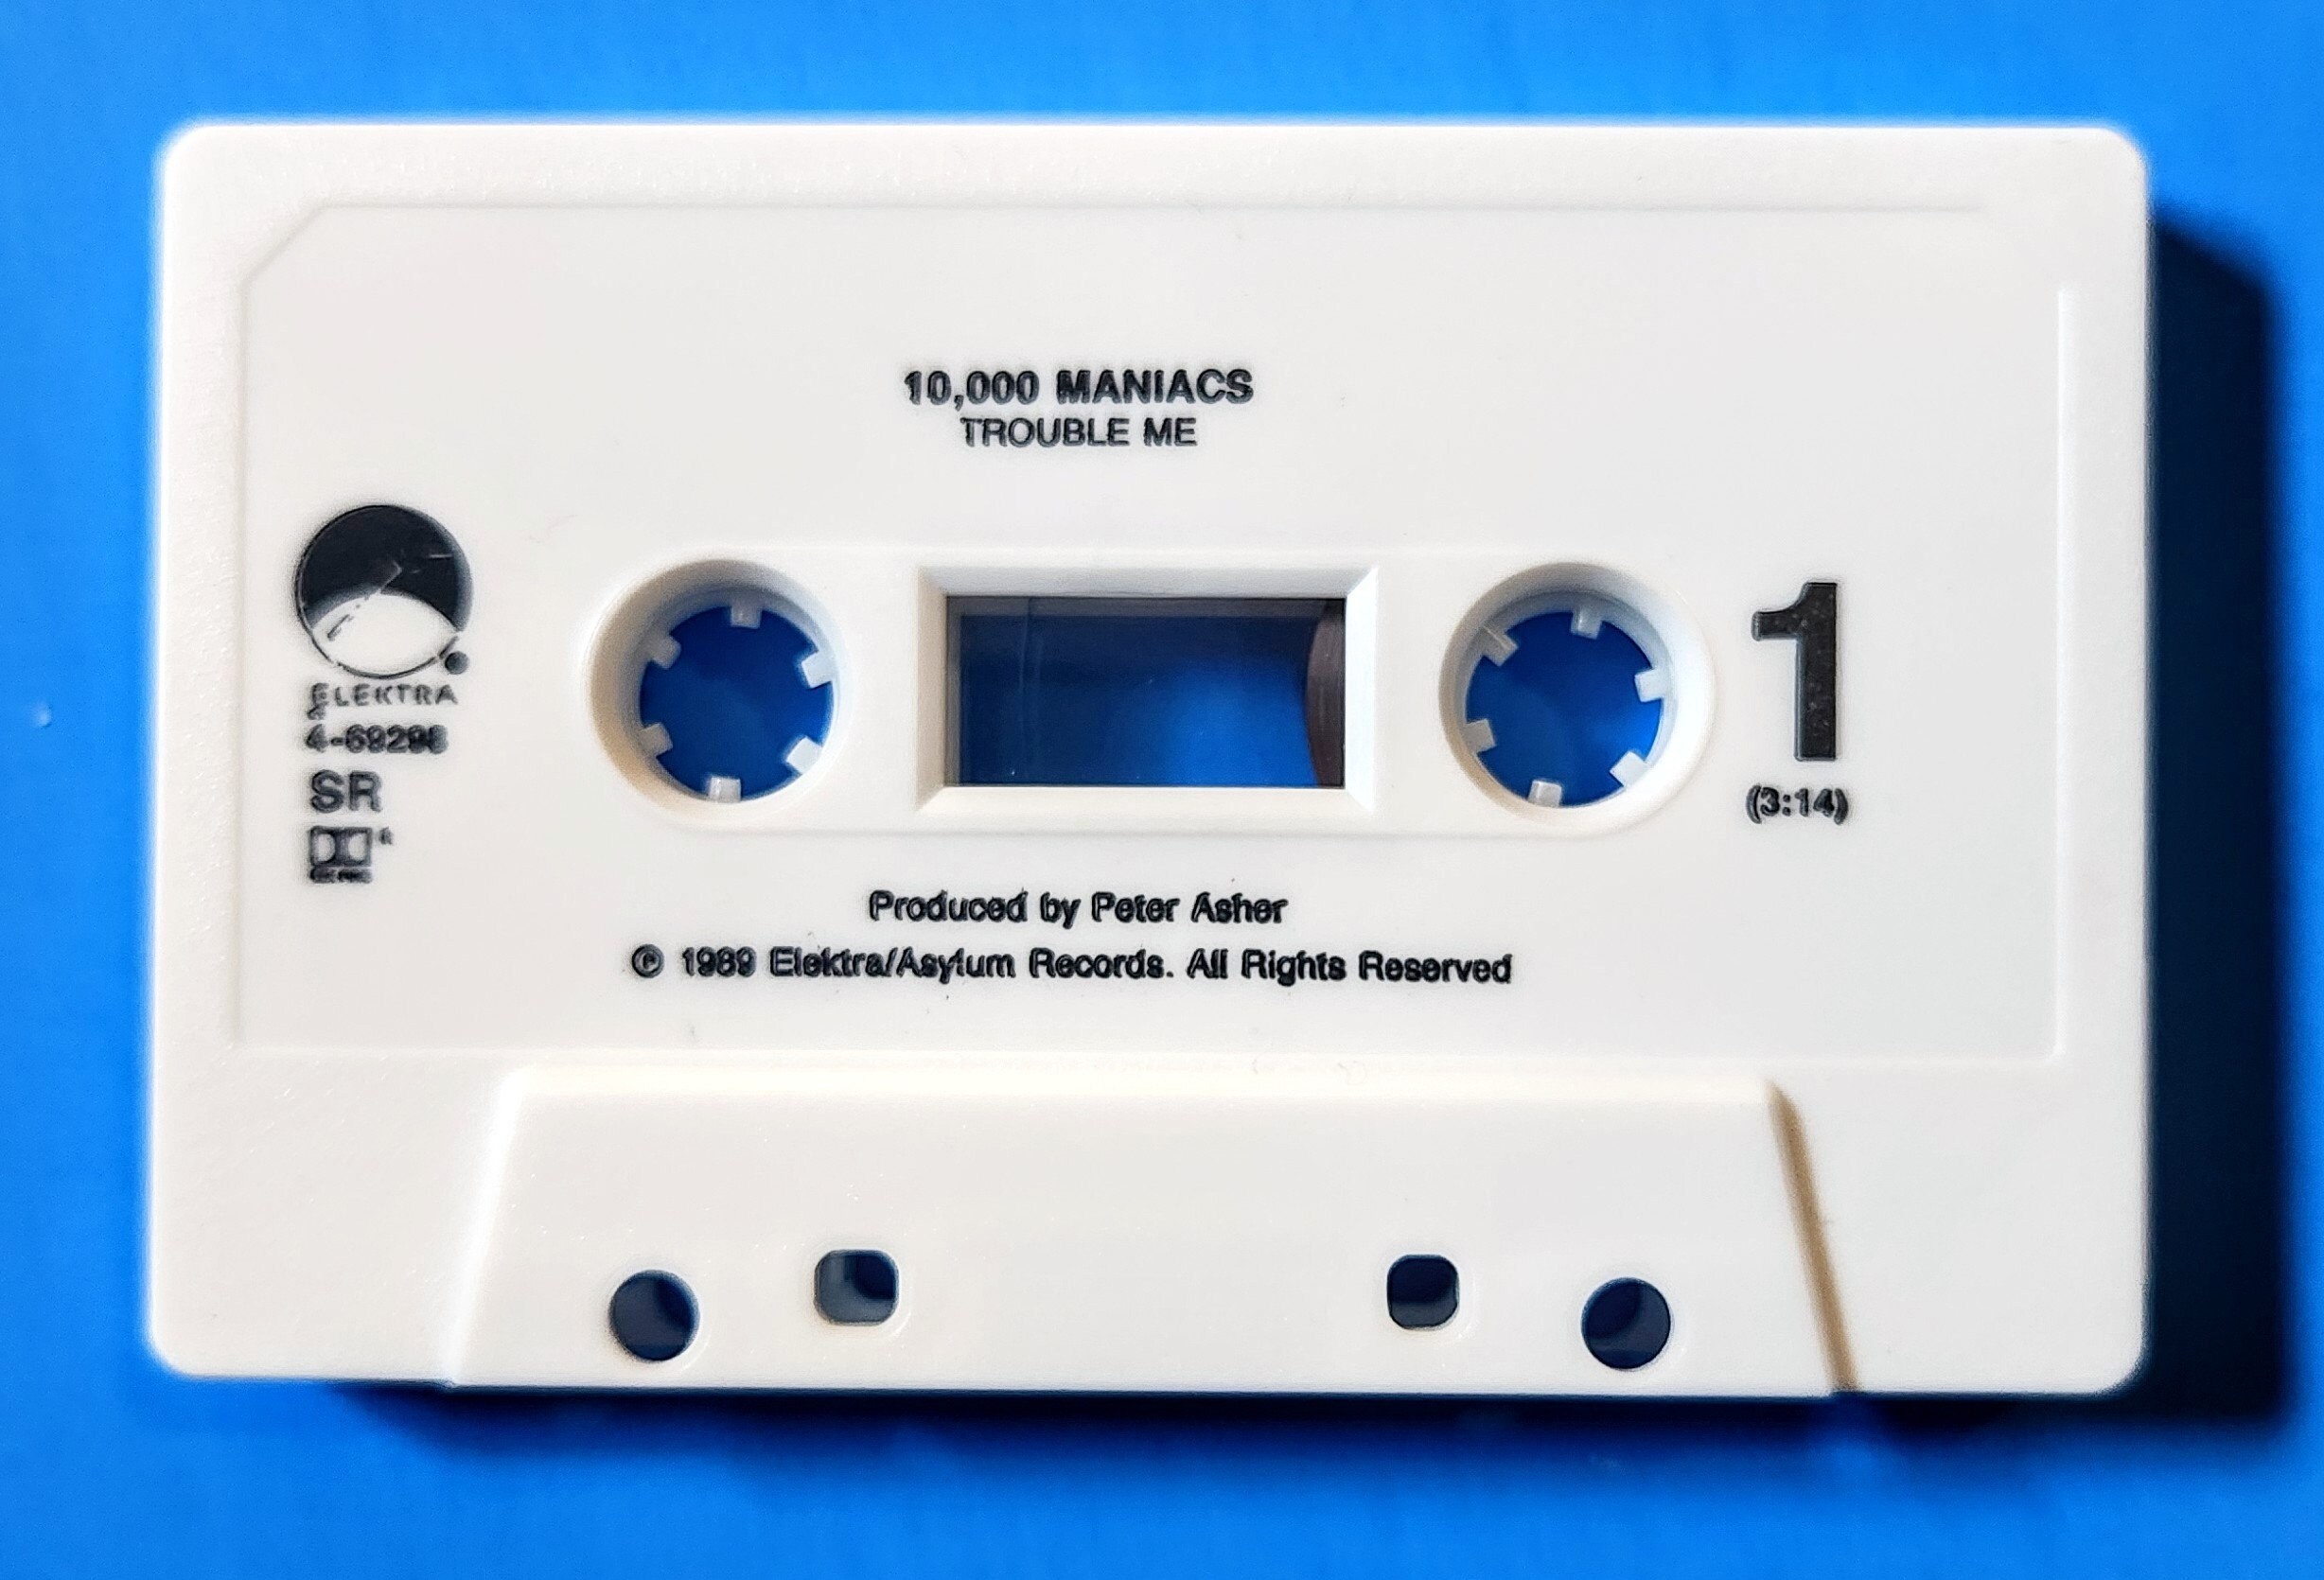 10,000 MANIACS
TROUBLE ME
ELEKTRA
4-69298
SR
1
(3:14)
Produced by Peter Asher
℗ 1989 Elektra/Asylum Records. All Rights Reserved